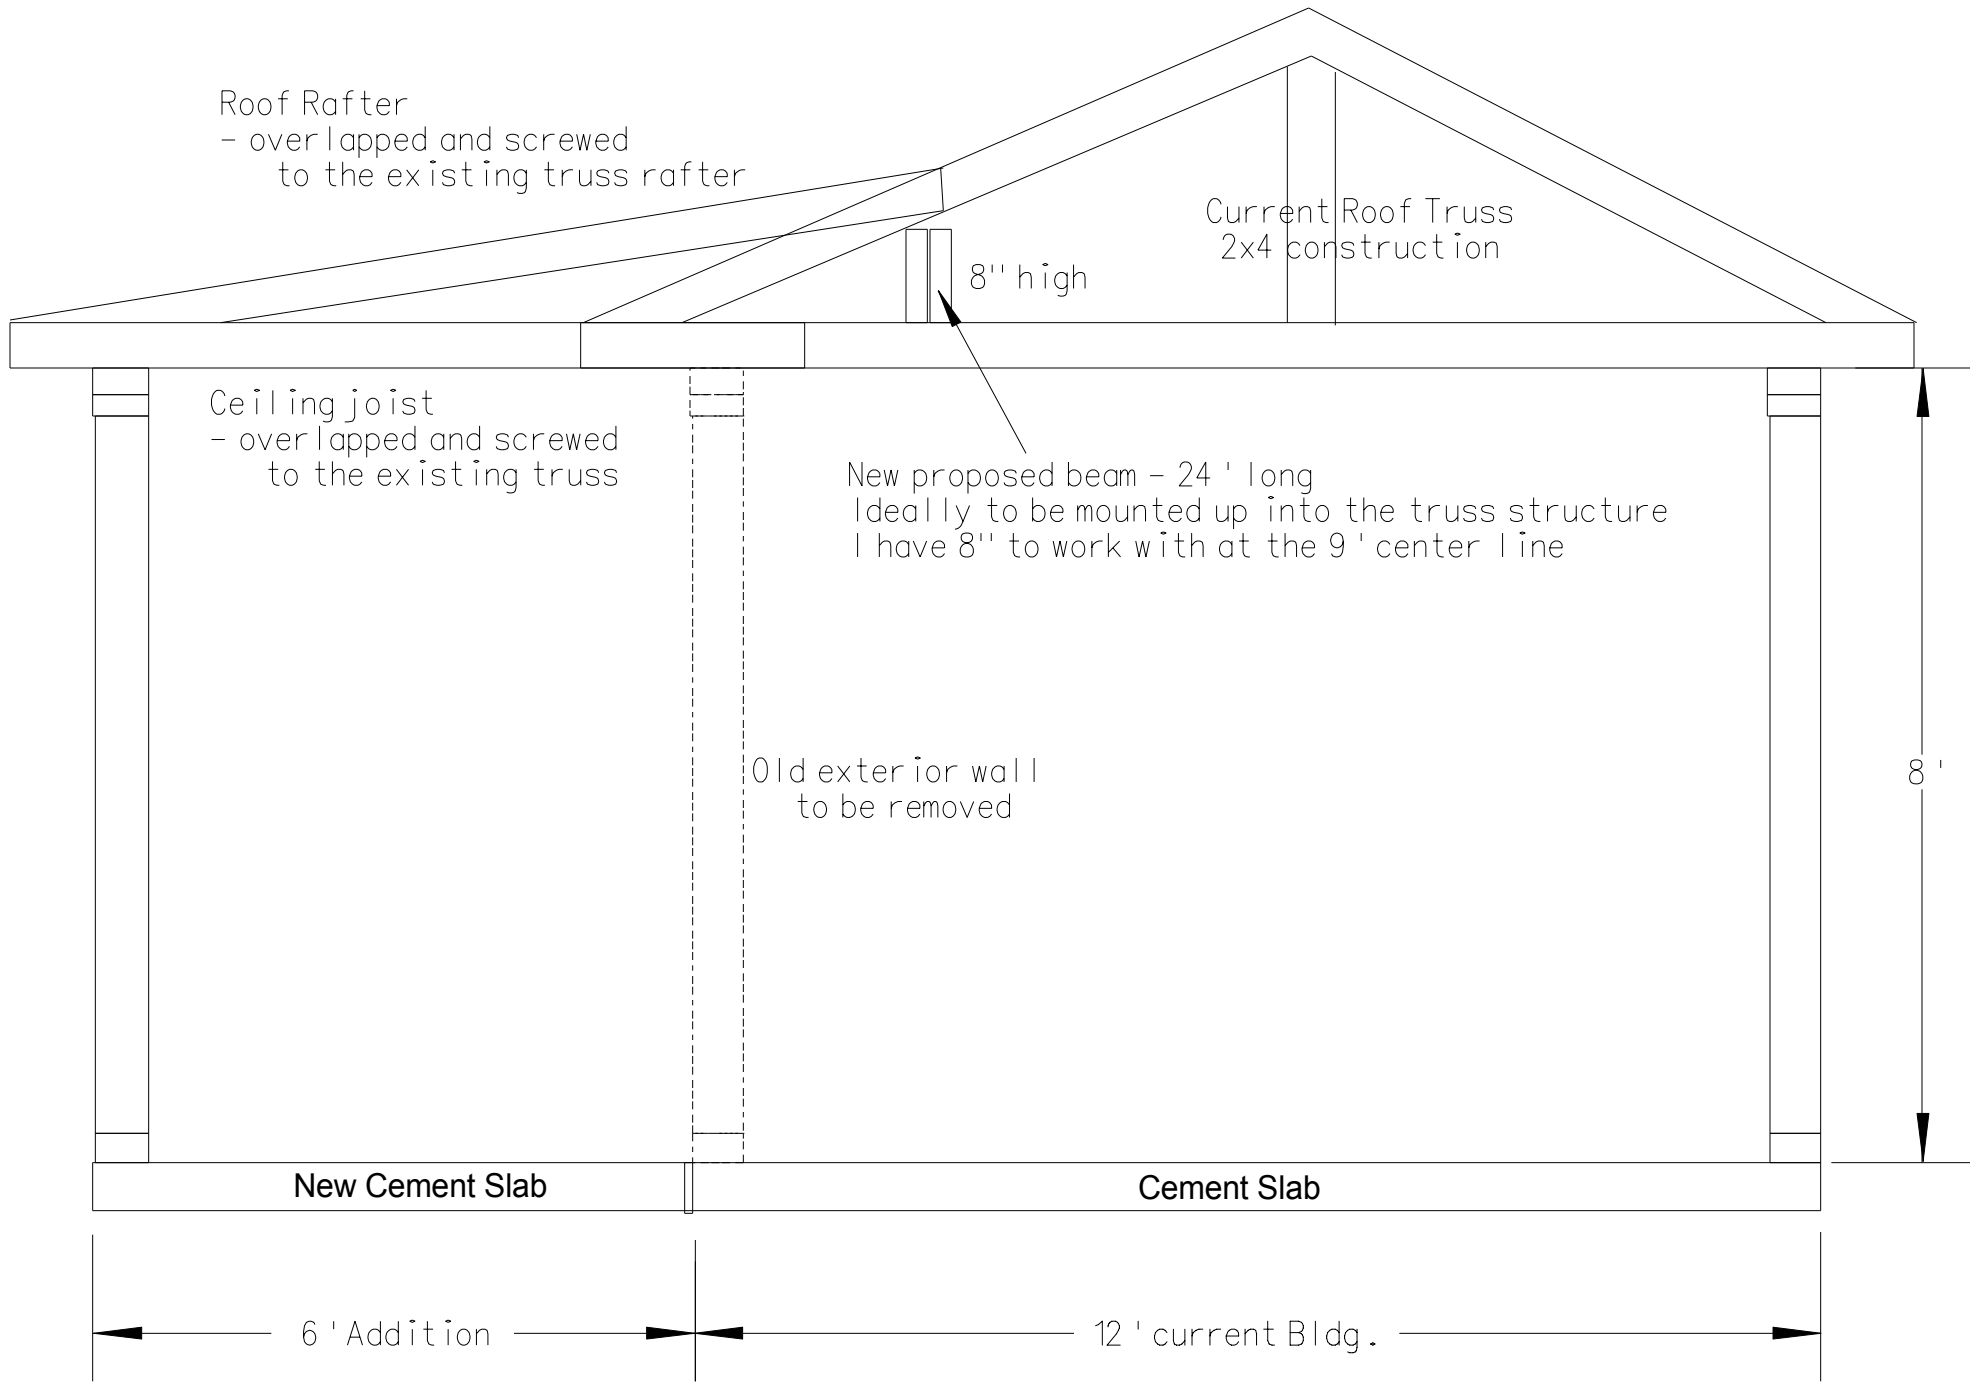 Roof Rafter
- overlapped and screwed
to the existing truss rafter
Current Roof Truss
2x4 construction
8" high
Ceiling joist
- overlapped and screwed
to the existing truss
New proposed beam - 24' long
Ideally to be mounted up into the truss structure
I have 8" to work with at the 9' center line
Old exterior wall
to be removed
8'
New Cement Slab
Cement Slab
6' Addition
12' current Bldg.